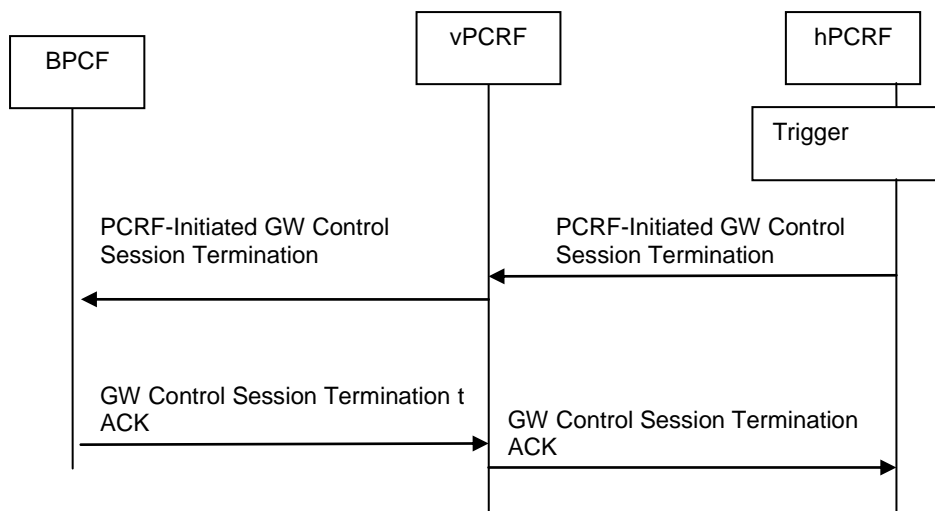 BPCF
vPCRF
hPCRF
Trigger
PCRF-Initiated GW Control
Session Termination
PCRF-Initiated GW Control
Session Termination
GW Control Session Termination t
ACK
GW Control Session Termination
ACK